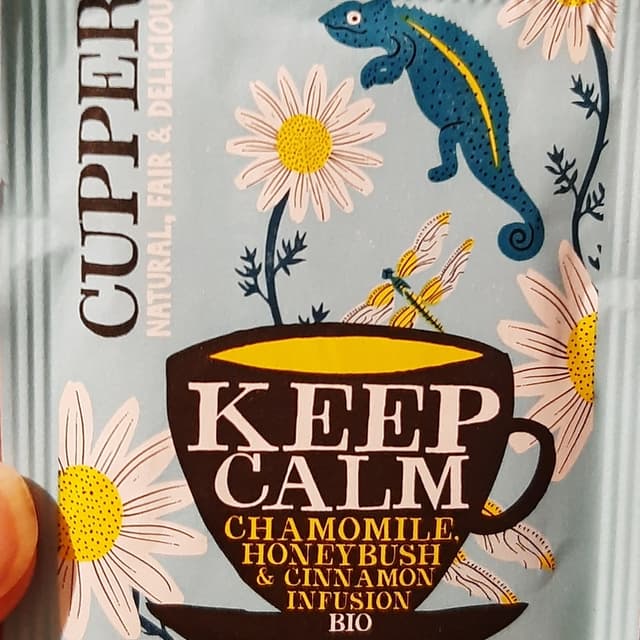 CUPPER
NATURAL, FAIR & DELICIOU
KEEP
CALM
CHAMOMILE,
HONEYBUSH
& CINNAMON
INFUSION
BIO